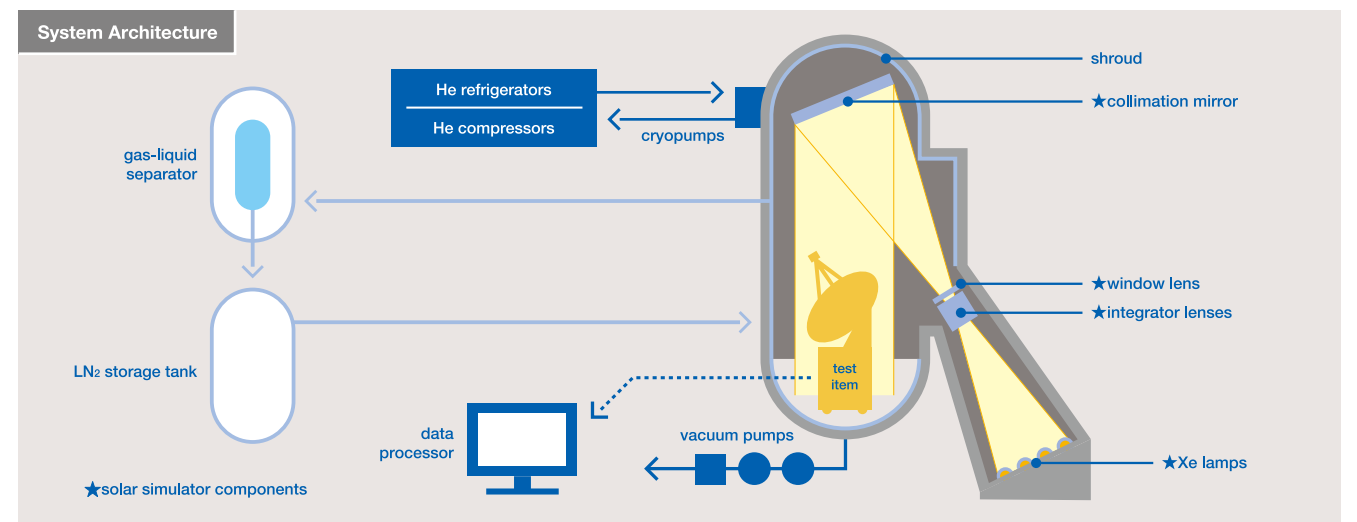 System Architecture
He refrigerators
He compressors
cryopumps
shroud
★collimation mirror
gas-liquid
separator
★window lens
★integrator lenses
LN₂ storage tank
test
item
data
processor
vacuum pumps
★Xe lamps
★solar simulator components